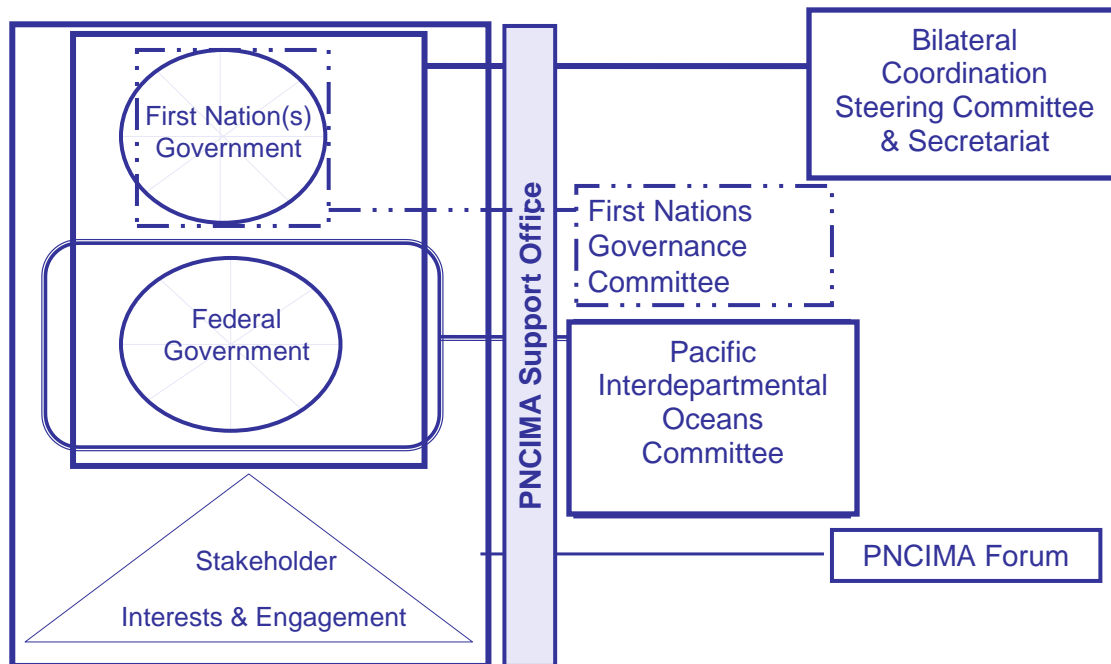 First Nation(s)
Government
Federal
Government
Stakeholder
Interests & Engagement
PNCIMA Support Office
Bilateral
Coordination
Steering Committee
& Secretariat
First Nations
Governance
Committee
Pacific
Interdepartmental
Oceans
Committee
PNCIMA Forum